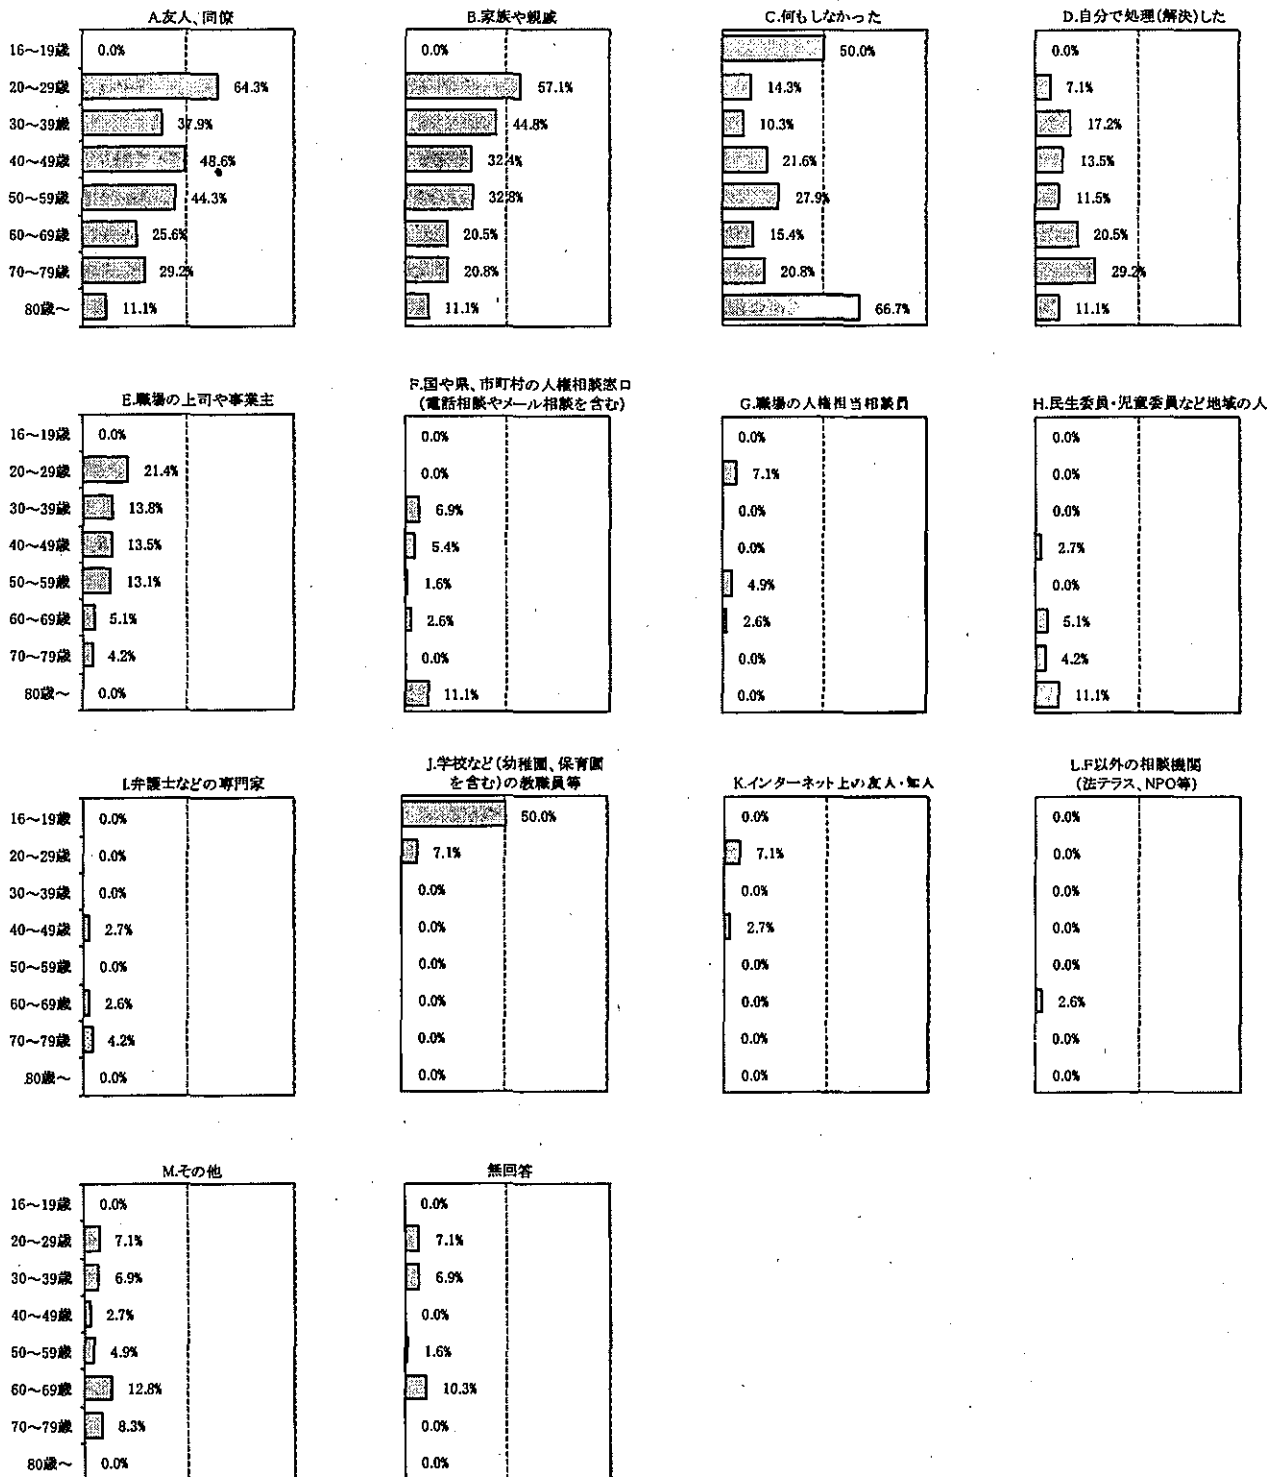 A.友人、同僚
16～19歳 0.0%
20～29歳 64.3%
30～39歳 37.9%
40～49歳 48.6%
50～59歳 44.3%
60～69歳 25.6%
70～79歳 29.2%
80歳～ 11.1%
B.家族や親戚
0.0%
57.1%
44.8%
32.4%
32.8%
20.5%
20.8%
11.1%
C.何もしなかった
50.0%
14.3%
10.3%
21.6%
27.9%
15.4%
20.8%
66.7%
D.自分で処理(解決)した
0.0%
7.1%
17.2%
13.5%
11.5%
20.5%
29.2%
11.1%
E.職場の上司や事業主
16～19歳 0.0%
20～29歳 21.4%
30～39歳 13.8%
40～49歳 13.5%
50～59歳 13.1%
60～69歳 5.1%
70～79歳 4.2%
80歳～ 0.0%
F.国や県、市町村の人権相談窓口
(電話相談やメール相談を含む)
0.0%
0.0%
6.9%
5.4%
1.6%
2.6%
0.0%
11.1%
G.職場の人権担当相談員
0.0%
7.1%
0.0%
0.0%
4.9%
2.6%
0.0%
0.0%
H.民生委員・児童委員など地域の人
0.0%
0.0%
0.0%
2.7%
0.0%
5.1%
4.2%
11.1%
I.弁護士などの専門家
16～19歳 0.0%
20～29歳 0.0%
30～39歳 0.0%
40～49歳 2.7%
50～59歳 0.0%
60～69歳 2.6%
70～79歳 4.2%
80歳～ 0.0%
J.学校など(幼稚園、保育園
を含む)の教職員等
50.0%
7.1%
0.0%
0.0%
0.0%
0.0%
0.0%
0.0%
K.インターネット上の友人・知人
0.0%
7.1%
0.0%
2.7%
0.0%
0.0%
0.0%
0.0%
L.F以外の相談機関
(法テラス、NPO等)
0.0%
0.0%
0.0%
0.0%
0.0%
2.6%
0.0%
0.0%
M.その他
16～19歳 0.0%
20～29歳 7.1%
30～39歳 6.9%
40～49歳 2.7%
50～59歳 4.9%
60～69歳 12.8%
70～79歳 8.3%
80歳～ 0.0%
無回答
0.0%
7.1%
6.9%
0.0%
1.6%
10.3%
0.0%
0.0%